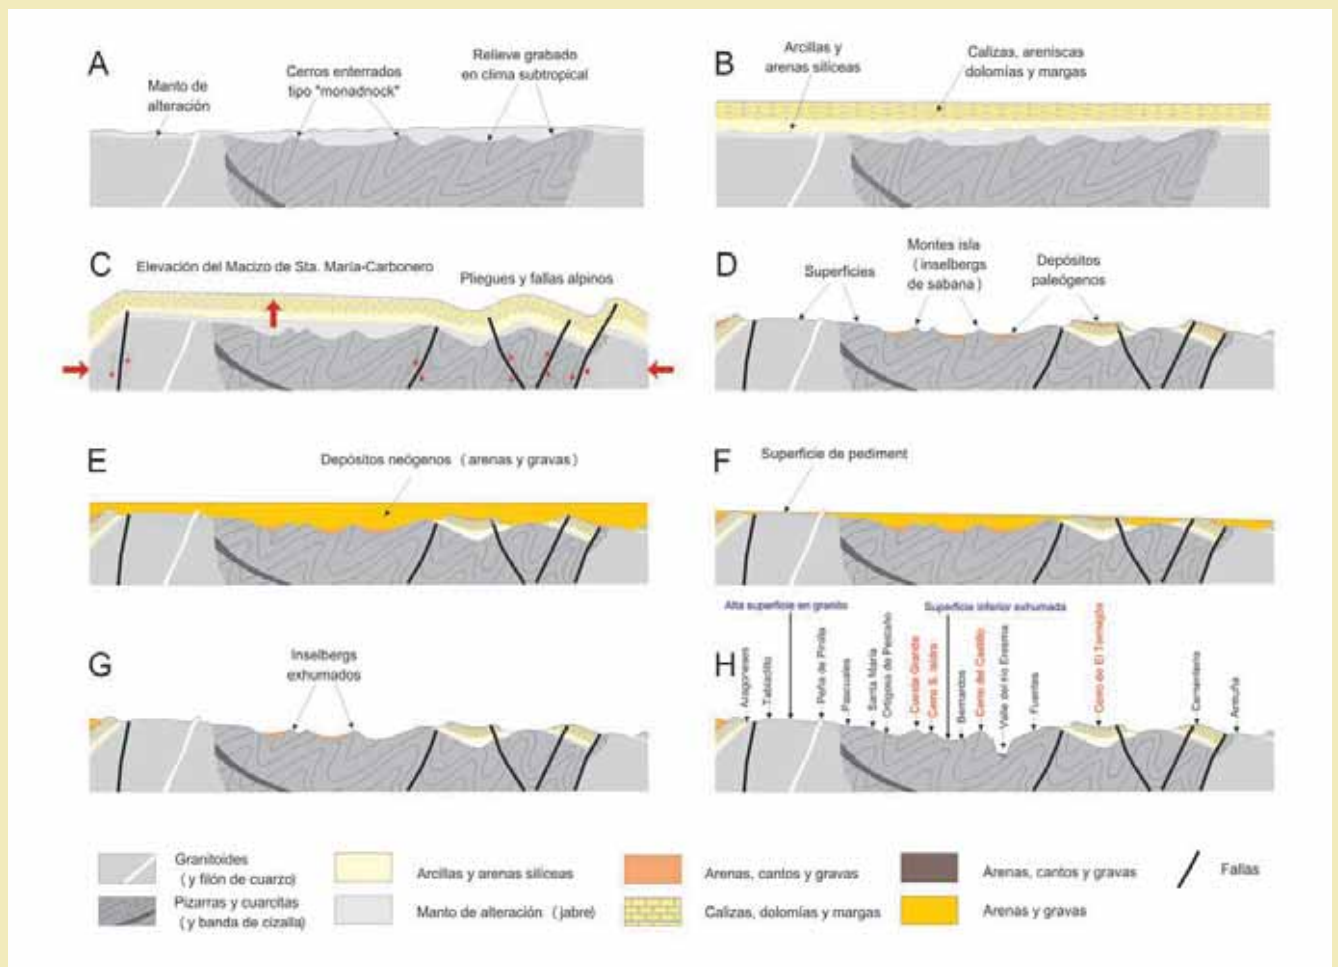 A
Manto de
alteración
Cerros enterrados
tipo "monadnock"
Relieve grabado
en clima subtropical
B
Arcillas y
arenas silíceas
Calizas, areniscas
dolomías y margas
C
Elevación del Macizo de Sta. María-Carbonero
Pliegues y fallas alpinos
D
Superficies
Montes isla
(inselbergs
de sabana)
Depósitos
paleógenos
E
Depósitos neógenos (arenas y gravas)
F
Superficie de pediment
G
Inselbergs
exhumados
H
Alta superficie en granito
Superficie inferior exhumada
Aragoneses
Tabladillo
Peña de Pinilla
Pascuales
Santa María
Ortigosa de Pestaño
Cuesta Grande
Cerro S. Isidro
Bernardos
Cerro del Castillo
Valle del río Eresma
Fuentes
Cerro de El Tormejón
Cementerio
Armuña
Granitoides
(y filón de cuarzo)
Arcillas y arenas silíceas
Arenas, cantos y gravas
Arenas, cantos y gravas
Fallas
Pizarras y cuarcitas
(y banda de cizalla)
Manto de alteración (jabre)
Calizas, dolomías y margas
Arenas y gravas